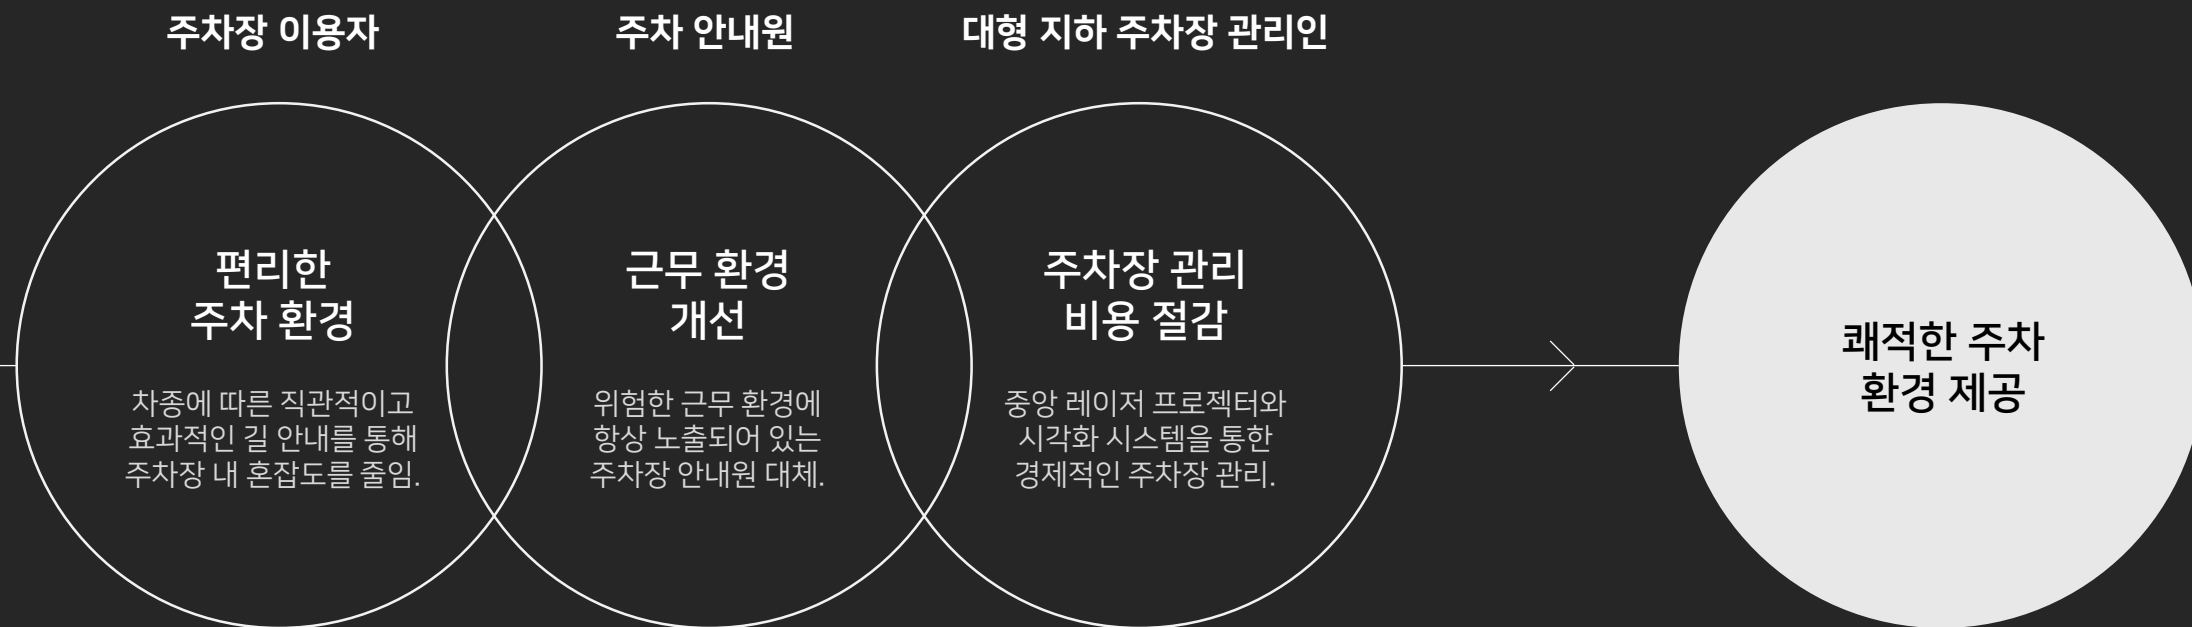 주차장 이용자
편리한
주차 환경
차종에 따른 직관적이고
효과적인 길 안내를 통해
주차장 내 혼잡도를 줄임.
주차 안내원
근무 환경
개선
위험한 근무 환경에
항상 노출되어 있는
주차장 안내원 대체.
대형 지하 주차장 관리인
주차장 관리
비용 절감
중앙 레이저 프로젝터와
시각화 시스템을 통한
경제적인 주차장 관리.
쾌적한 주차
환경 제공